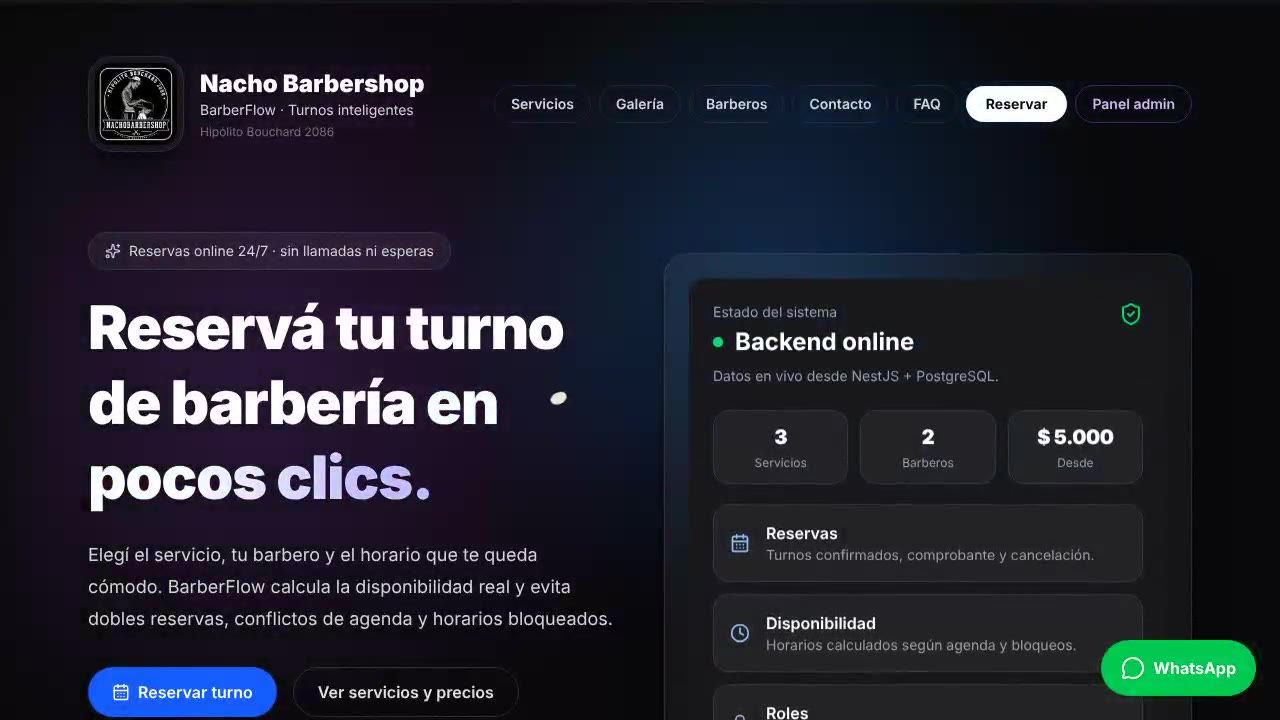 HIPOLITO BOUCHARD 2086
NACHOBARBERSHOP
Nacho Barbershop
BarberFlow · Turnos inteligentes
Hipólito Bouchard 2086
Servicios
Galería
Barberos
Contacto
FAQ
Reservar
Panel admin
Reservas online 24/7 · sin llamadas ni esperas
Reservá tu turno
de barbería en
pocos clics.
Elegí el servicio, tu barbero y el horario que te queda
cómodo. BarberFlow calcula la disponibilidad real y evita
dobles reservas, conflictos de agenda y horarios bloqueados.
Reservar turno
Ver servicios y precios
Estado del sistema
Backend online
Datos en vivo desde NestJS + PostgreSQL.
3
Servicios
2
Barberos
$ 5.000
Desde
Reservas
Turnos confirmados, comprobante y cancelación.
Disponibilidad
Horarios calculados según agenda y bloqueos.
Roles
WhatsApp